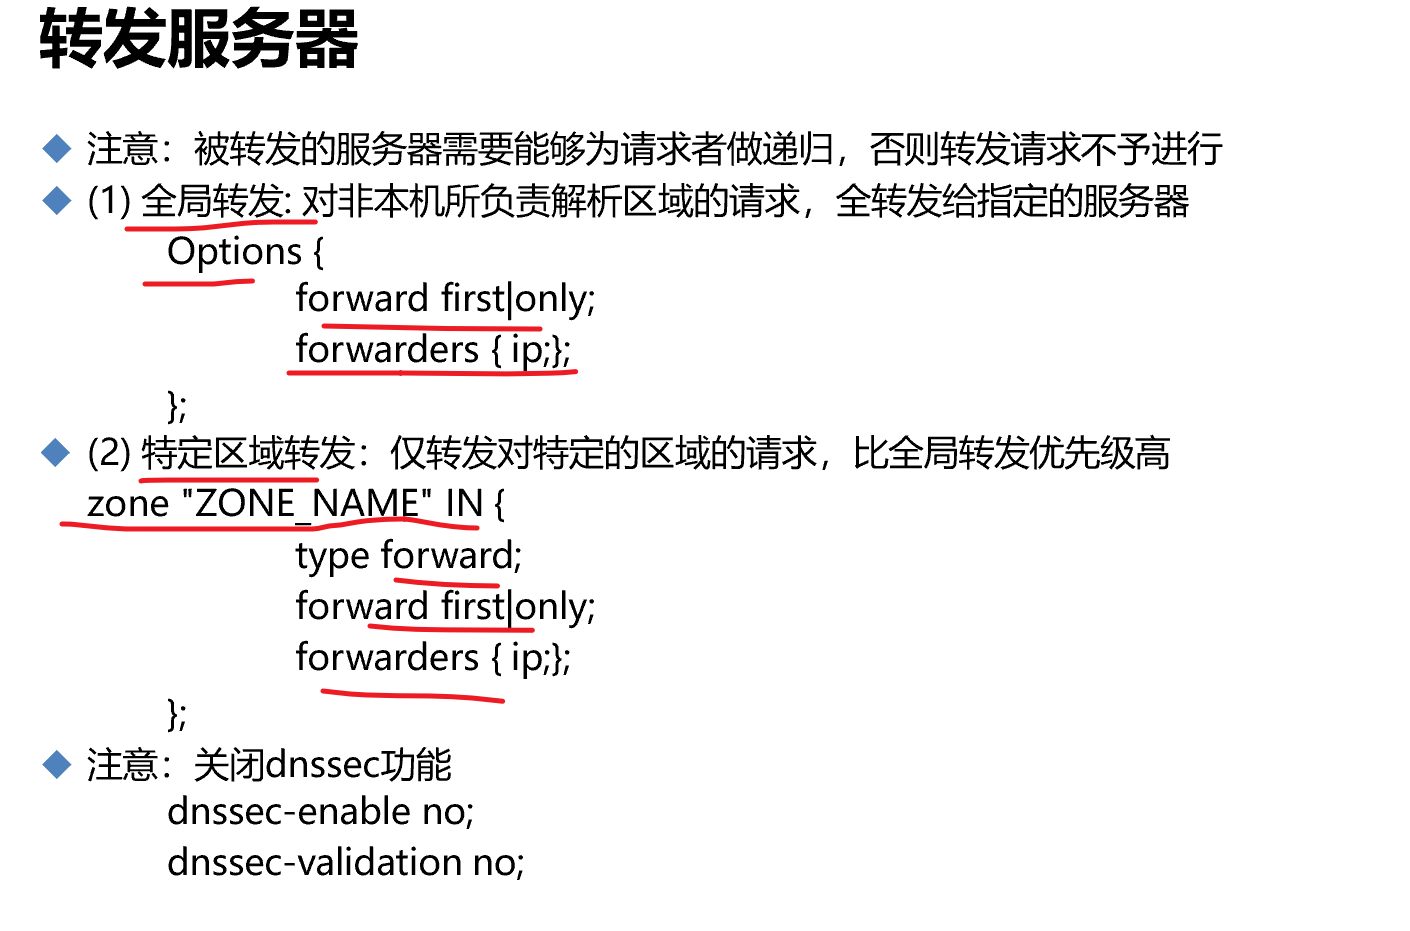 转发服务器
注意：被转发的服务器需要能够为请求者做递归，否则转发请求不予进行
(1) 全局转发: 对非本机所负责解析区域的请求，全转发给指定的服务器
Options {
forward first|only;
forwarders { ip;};
};
(2) 特定区域转发：仅转发对特定的区域的请求，比全局转发优先级高
zone "ZONE_NAME" IN {
type forward;
forward first|only;
forwarders { ip;};
};
注意：关闭dnssec功能
dnssec-enable no;
dnssec-validation no;